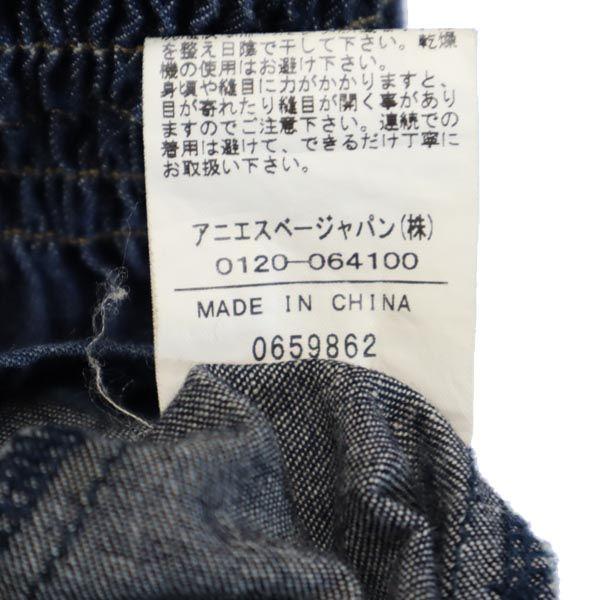 を整え日陰で干して下さい。乾燥
機の使用はお避け下さい。
身頃や縫目に力がかかりますと、
目が寄れたり縫目が開く事があり
ますのでご注意下さい。連続での
着用は避けて、できるだけ丁寧に
お取扱い下さい。
アニエスベージャパン(株)
0120-064100
MADE IN CHINA
0659862